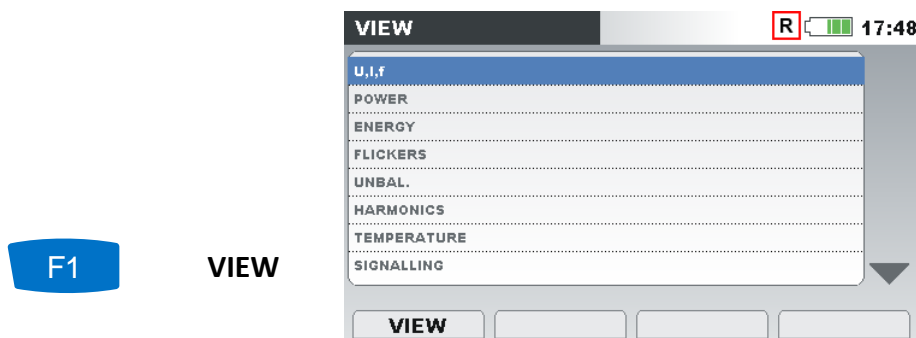 VIEW R 17:48
U,I,f
POWER
ENERGY
FLICKERS
UNBAL.
HARMONICS
TEMPERATURE
SIGNALLING
F1 VIEW
VIEW